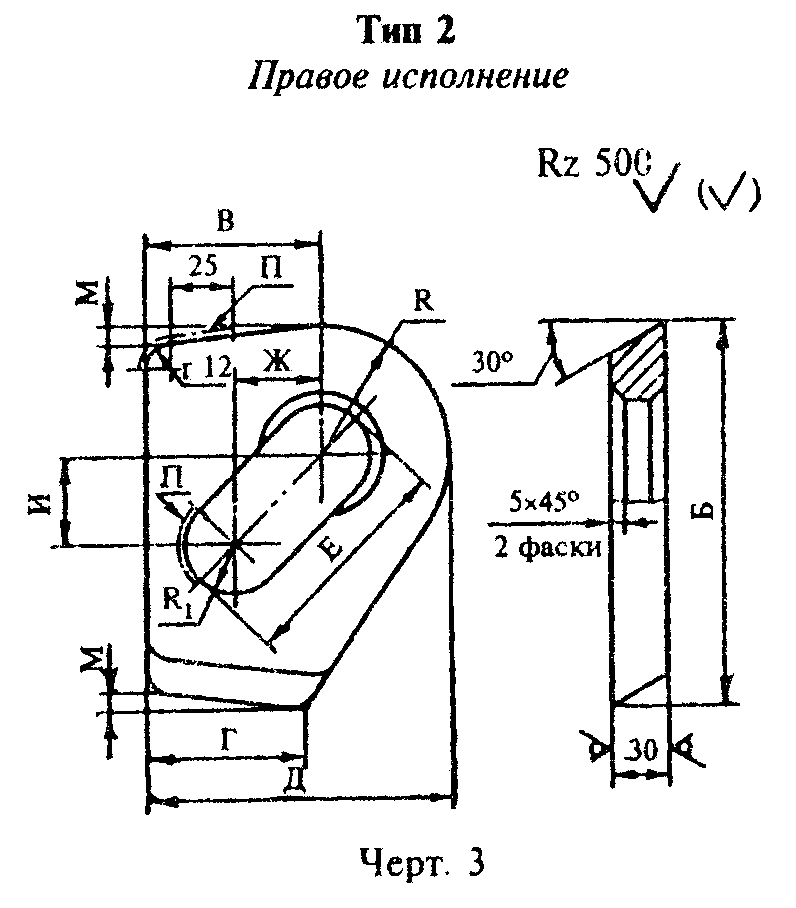 Тип 2
Правое исполнение
Rz 500 (√)
В
25
П
М
R
r 12
Ж
30°
И
П
Е
5×45°
2 фаски
Б
R₁
М
Г
30
Д
Черт. 3